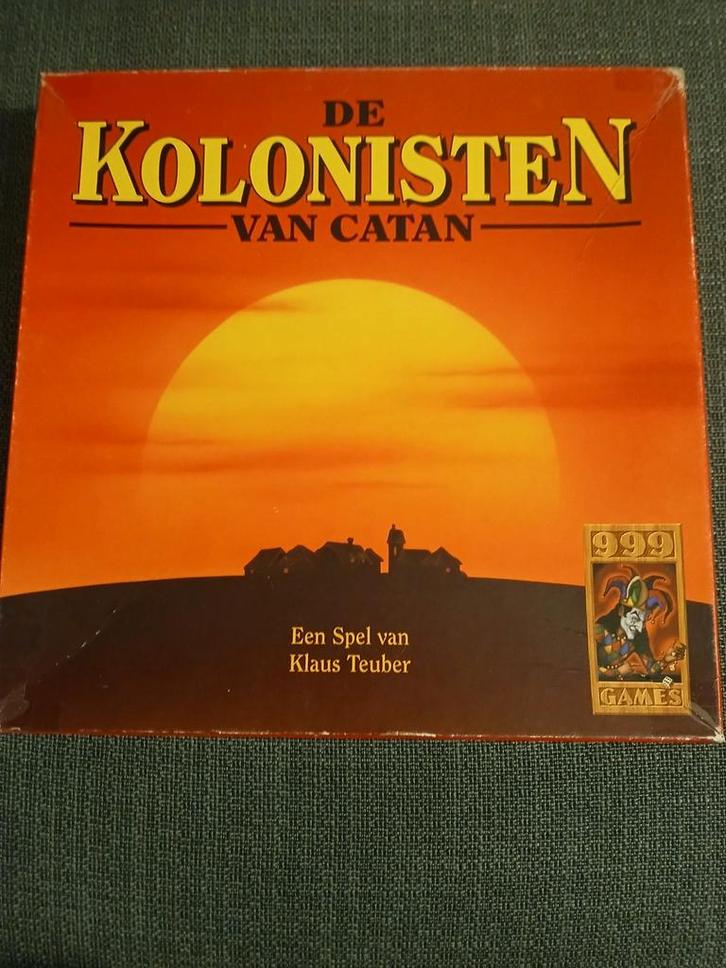 DE
KOLONISTEN
VAN CATAN
Een Spel van
Klaus Teuber
999
GAMES